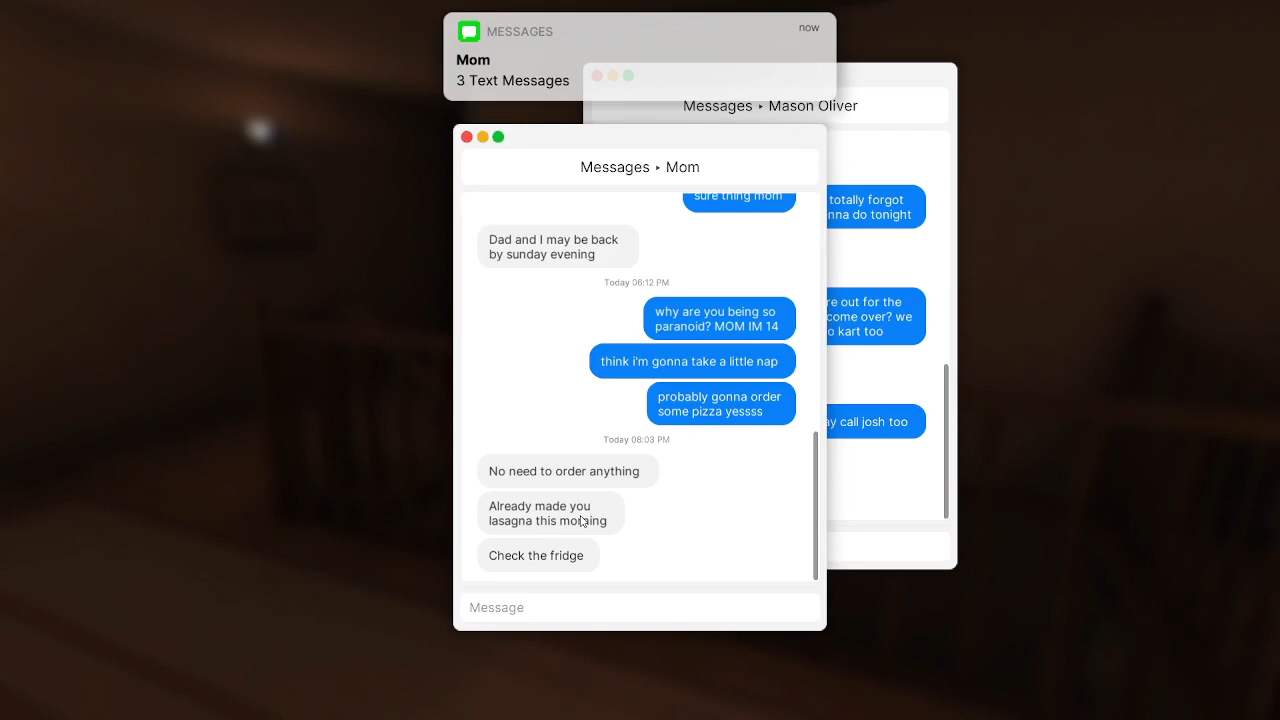 MESSAGES
now
Mom
3 Text Messages
Messages ‣ Mason Oliver
Messages ‣ Mom
sure thing mom
Dad and I may be back
by sunday evening
Today 06:12 PM
why are you being so
paranoid? MOM IM 14
think i'm gonna take a little nap
probably gonna order
some pizza yessss
Today 08:03 PM
No need to order anything
Already made you
lasagna this morning
Check the fridge
Message
totally forgot
nna do tonight
re out for the
come over? we
o kart too
ay call josh too